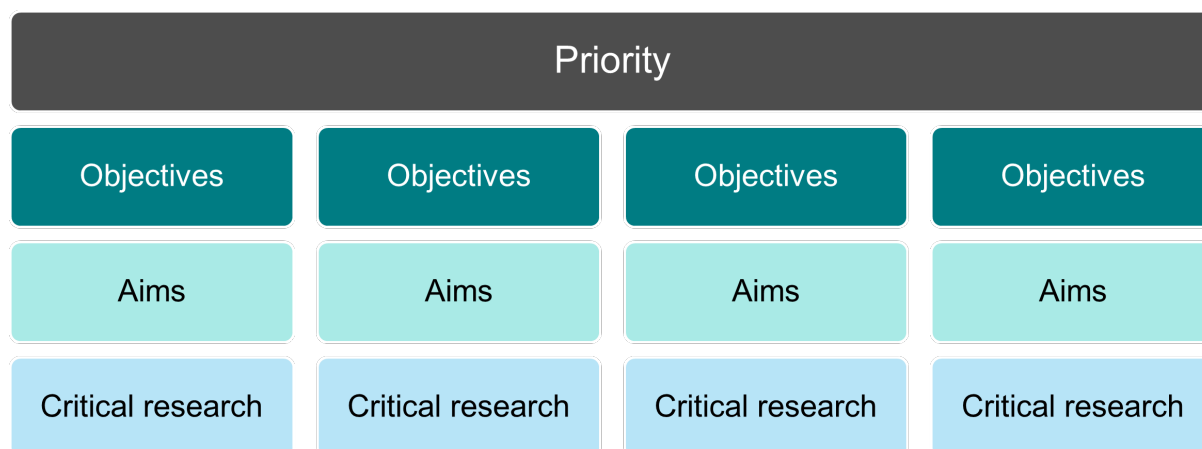 Priority
Objectives Objectives Objectives Objectives
Aims Aims Aims Aims
Critical research Critical research Critical research Critical research